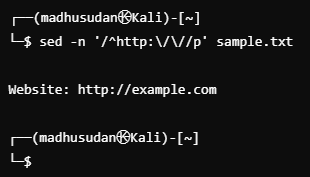 ┌──(madhusudan㉿Kali)-[~]
└─$ sed -n '/^http:\/\//p' sample.txt
Website: http://example.com
┌──(madhusudan㉿Kali)-[~]
└─$